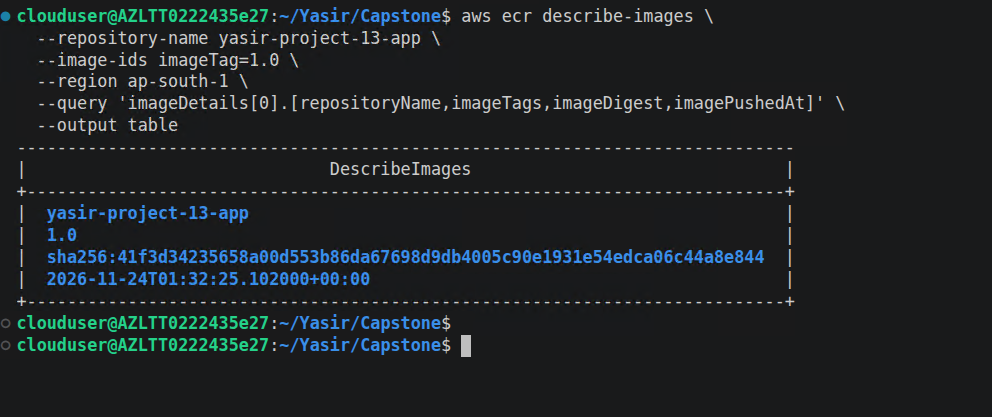 clouduser@AZLTT0222435e27:~/Yasir/Capstone$ aws ecr describe-images \
--repository-name yasir-project-13-app \
--image-ids imageTag=1.0 \
--region ap-south-1 \
--query 'imageDetails[0].[repositoryName,imageTags,imageDigest,imagePushedAt]' \
--output table
-----------------------------------------------------------------------------
| DescribeImages |
+---------------------------------------------------------------------------+
| yasir-project-13-app |
| 1.0 |
| sha256:41f3d34235658a00d553b86da67698d9db4005c90e1931e54edca06c44a8e844 |
| 2026-11-24T01:32:25.102000+00:00 |
+---------------------------------------------------------------------------+
clouduser@AZLTT0222435e27:~/Yasir/Capstone$
clouduser@AZLTT0222435e27:~/Yasir/Capstone$